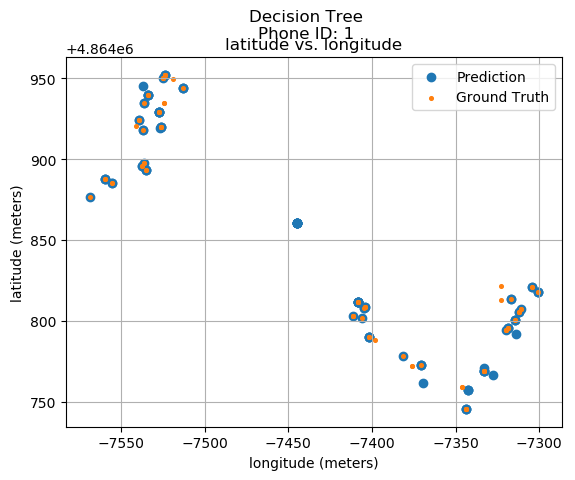 Decision Tree
Phone ID: 1
latitude vs. longitude
+4.864e6
Prediction
Ground Truth
950
900
850
800
750
latitude (meters)
−7550
−7500
−7450
−7400
−7350
−7300
longitude (meters)